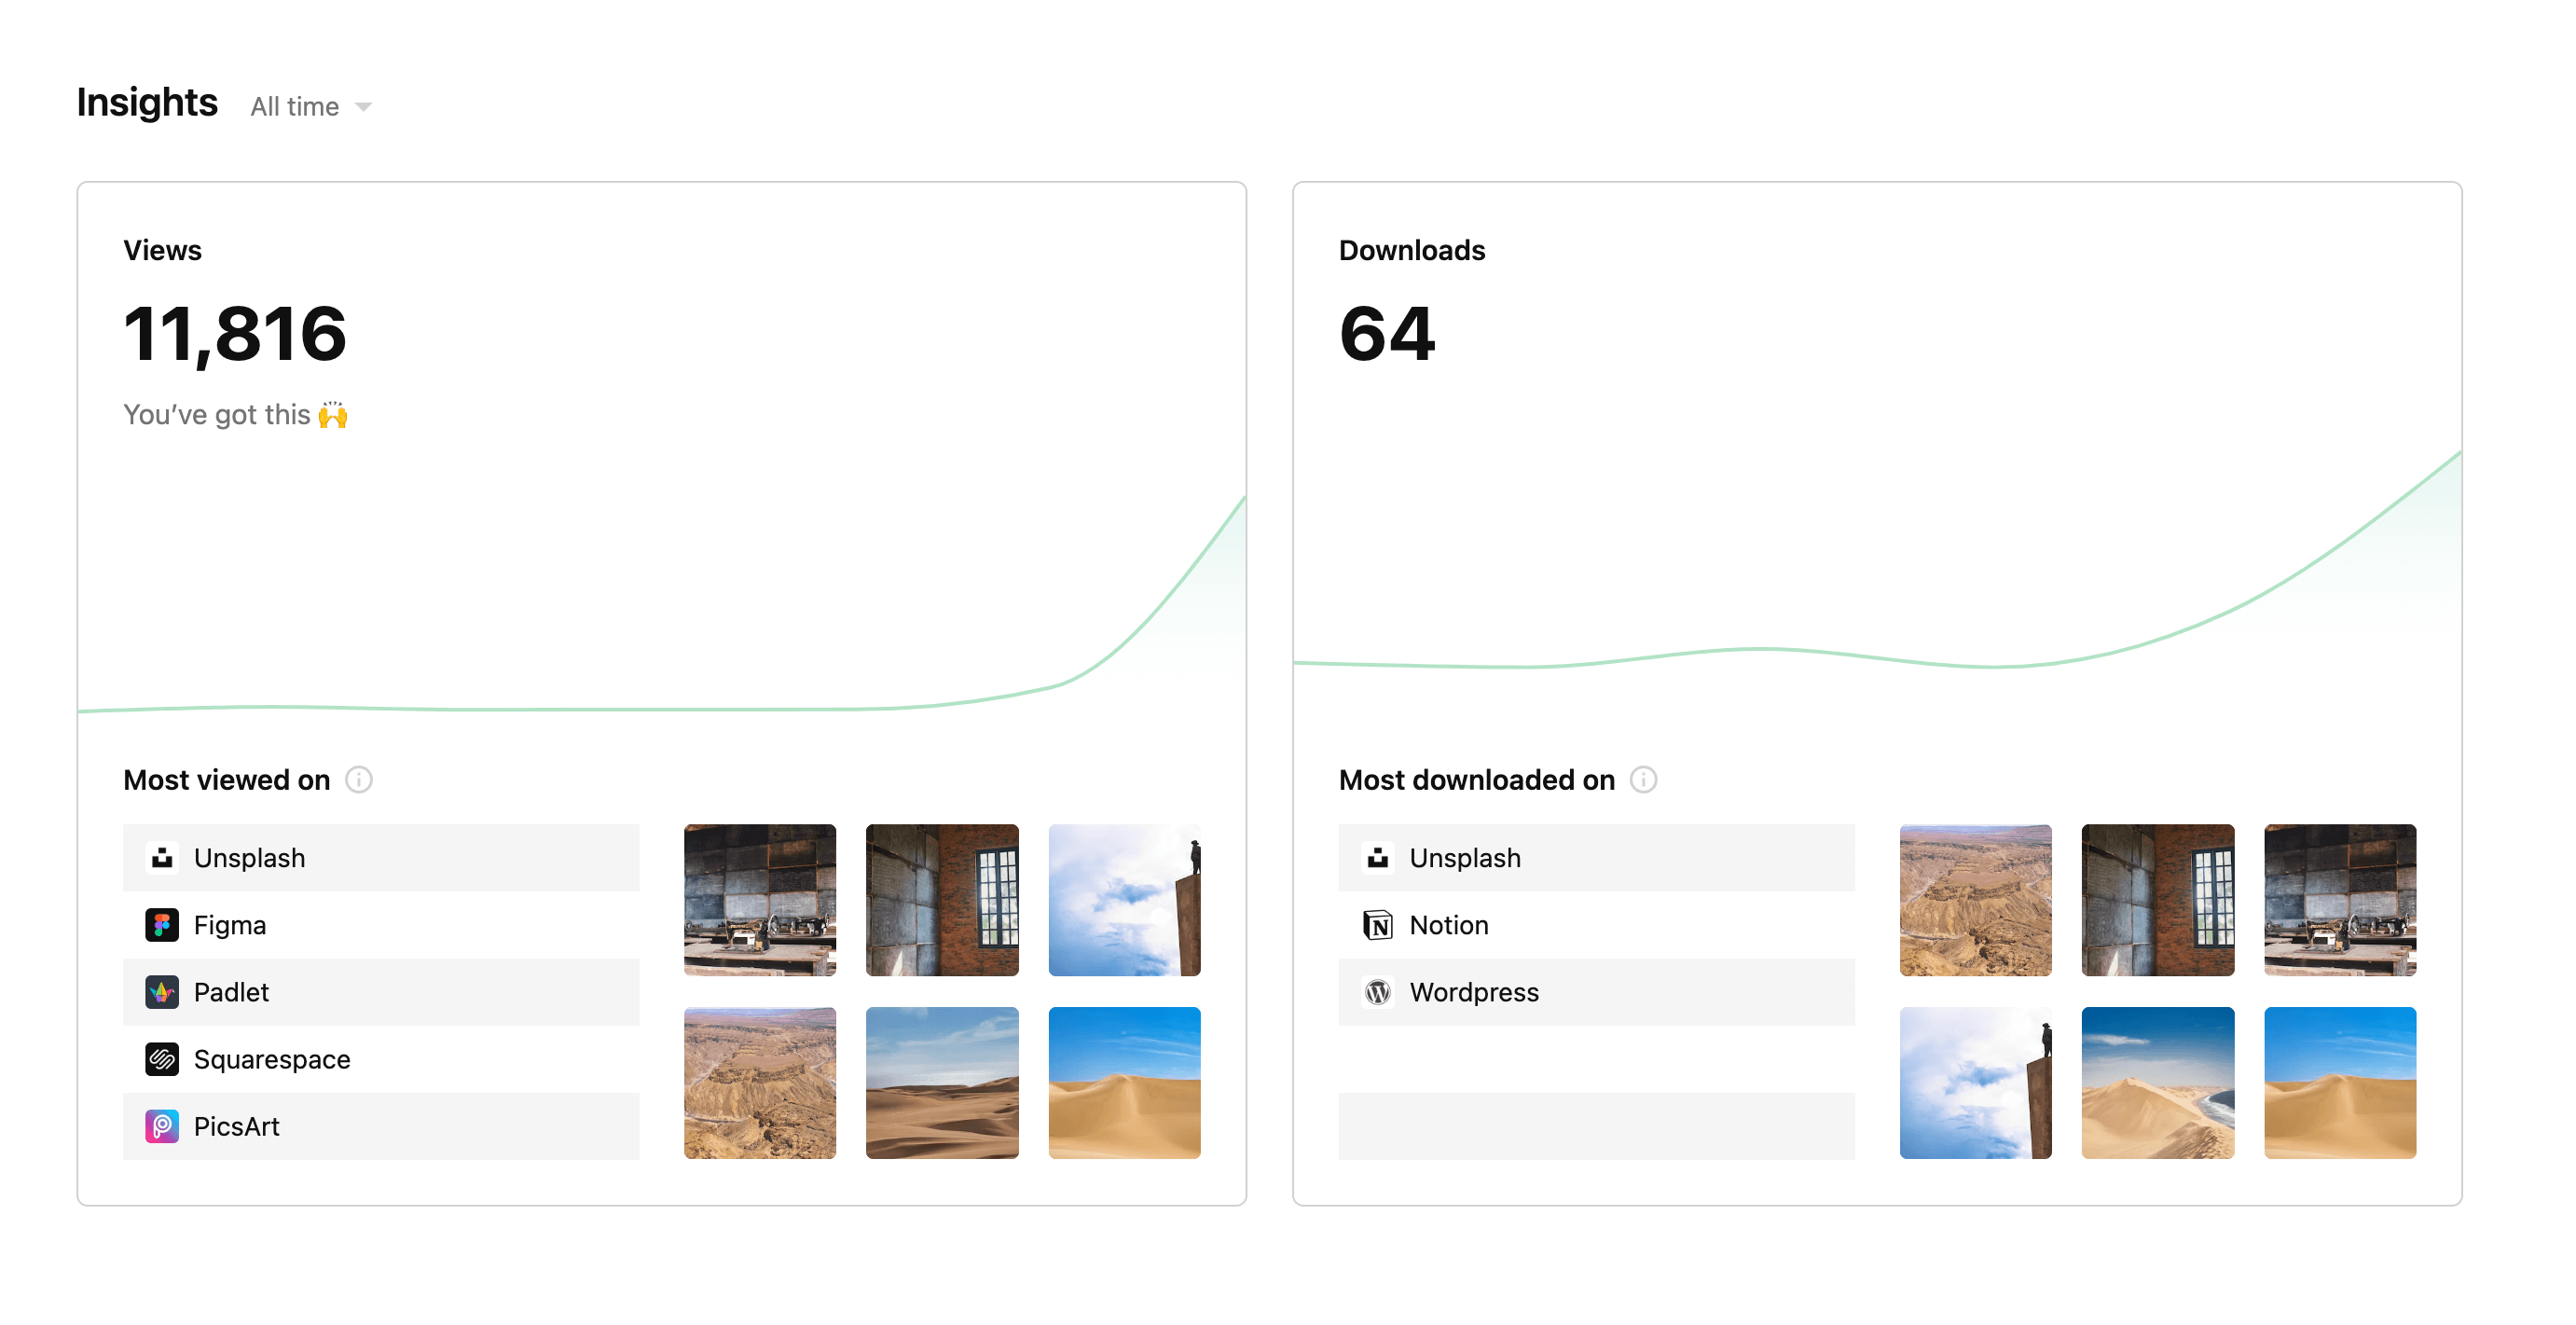 Insights
All time
Views
11,816
You’ve got this 🙌
Most viewed on
Unsplash
Figma
Padlet
Squarespace
PicsArt
Downloads
64
Most downloaded on
Unsplash
Notion
Wordpress